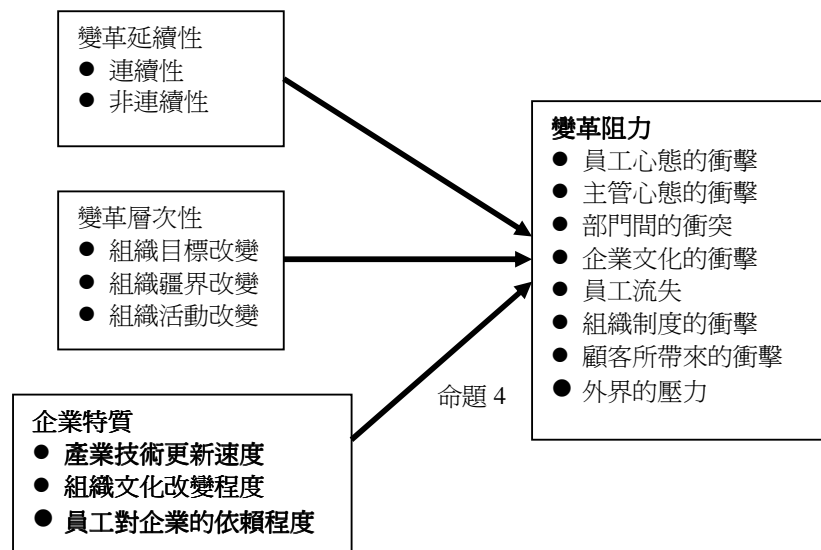 變革延續性
● 連續性
● 非連續性
變革層次性
● 組織目標改變
● 組織疆界改變
● 組織活動改變
企業特質
● 產業技術更新速度
● 組織文化改變程度
● 員工對企業的依賴程度
命題 4
變革阻力
● 員工心態的衝擊
● 主管心態的衝擊
● 部門間的衝突
● 企業文化的衝擊
● 員工流失
● 組織制度的衝擊
● 顧客所帶來的衝擊
● 外界的壓力